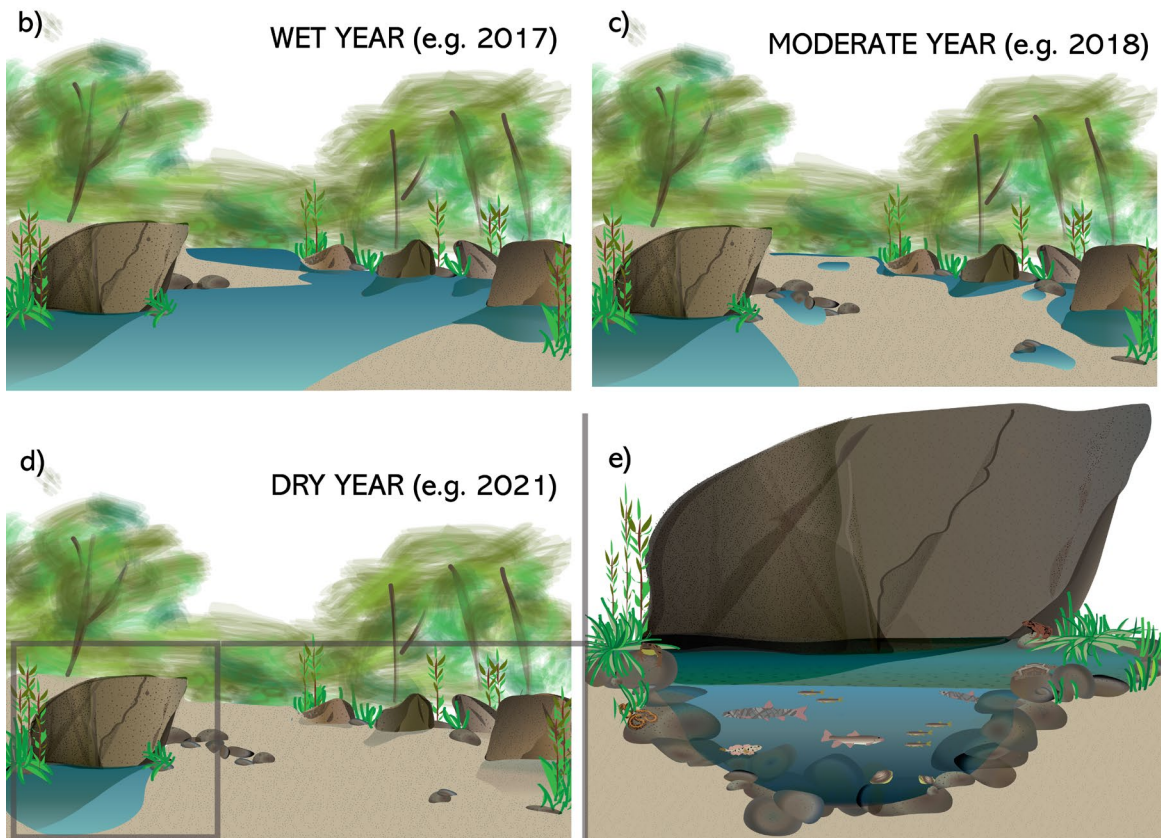 b)
WET YEAR (e.g. 2017)
c)
MODERATE YEAR (e.g. 2018)
d)
DRY YEAR (e.g. 2021)
e)